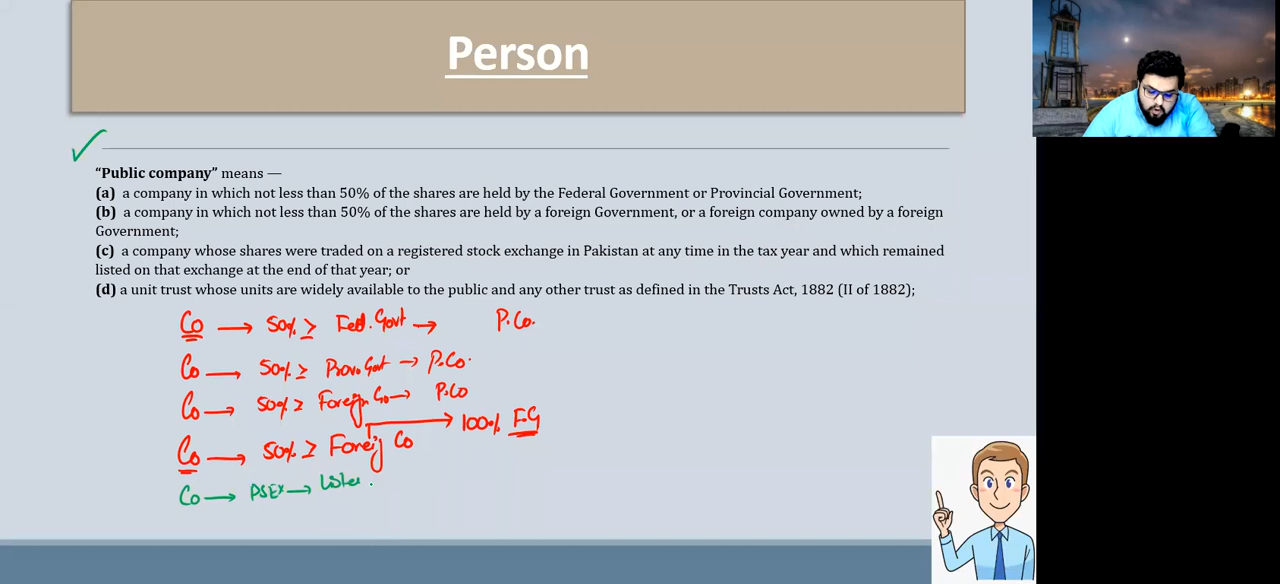 Person
“Public company” means —
(a) a company in which not less than 50% of the shares are held by the Federal Government or Provincial Government;
(b) a company in which not less than 50% of the shares are held by a foreign Government, or a foreign company owned by a foreign
Government;
(c) a company whose shares were traded on a registered stock exchange in Pakistan at any time in the tax year and which remained
listed on that exchange at the end of that year; or
(d) a unit trust whose units are widely available to the public and any other trust as defined in the Trusts Act, 1882 (II of 1882);
Co → 50% ≥ Fed. Govt → P.Co.
Co → 50% ≥ Prov. Govt → P.Co.
Co → 50% ≥ Foreign Go → P.Co
→ 100% F.G
Co → 50% ≥ Foreig Co
Co → PSEX → Liste